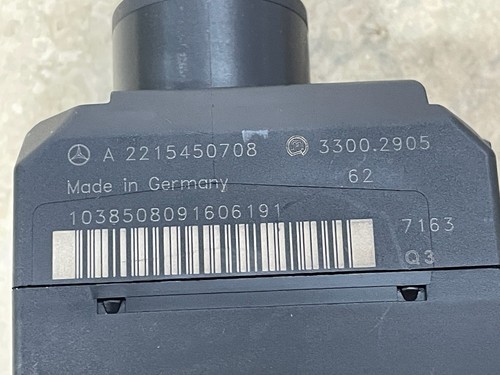 A 2215450708 3300.2905
Made in Germany 62
1038508091606191
7163
Q3